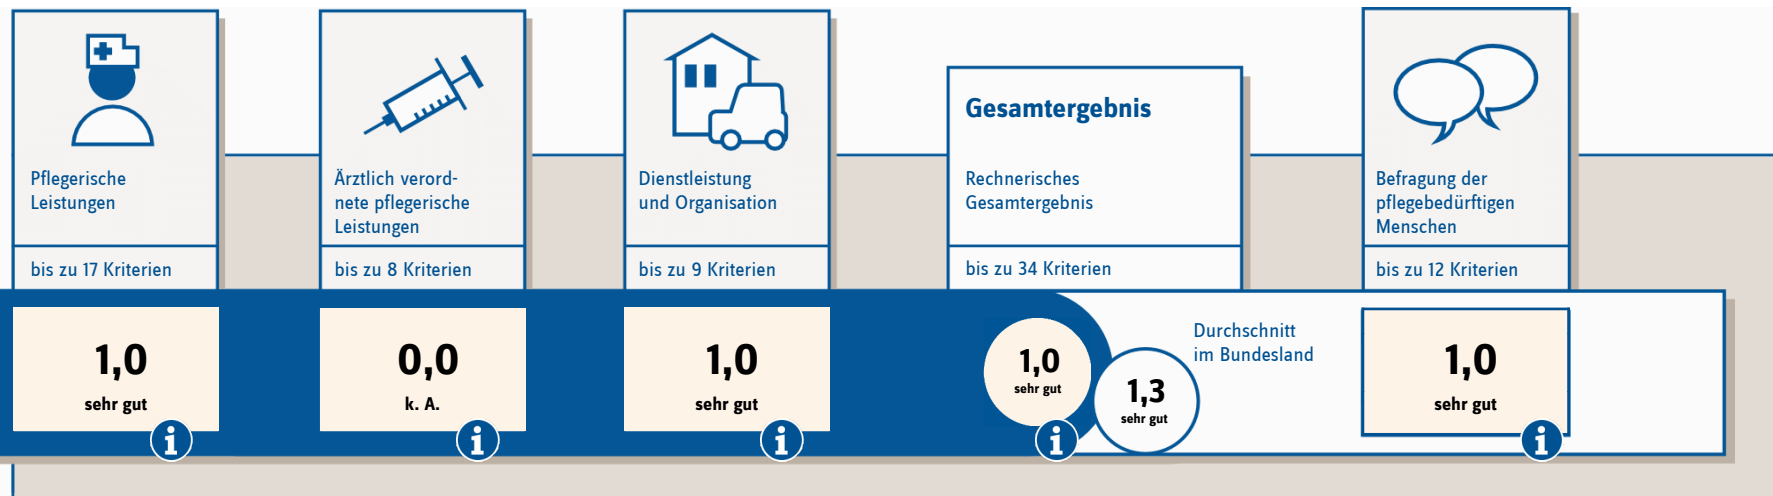 Pflegerische
Leistungen
bis zu 17 Kriterien
1,0
sehr gut
i
Ärztlich verord-
nete pflegerische
Leistungen
bis zu 8 Kriterien
0,0
k. A.
i
Dienstleistung
und Organisation
bis zu 9 Kriterien
1,0
sehr gut
i
Gesamtergebnis
Rechnerisches
Gesamtergebnis
bis zu 34 Kriterien
1,0
sehr gut
i
1,3
sehr gut
Durchschnitt
im Bundesland
Befragung der
pflegebedürftigen
Menschen
bis zu 12 Kriterien
1,0
sehr gut
i